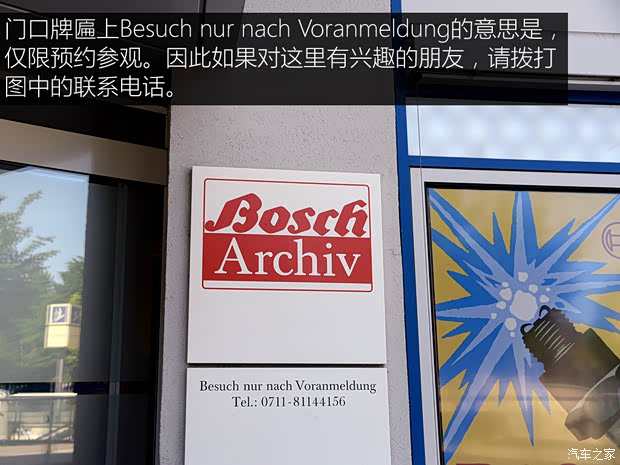 门口牌匾上Besuch nur nach Voranmeldung的意思是，
仅限预约参观。因此如果对这里有兴趣的朋友，请拨打
图中的联系电话。
Bosch
Archiv
Besuch nur nach Voranmeldung
Tel.: 0711-81144156
汽车之家